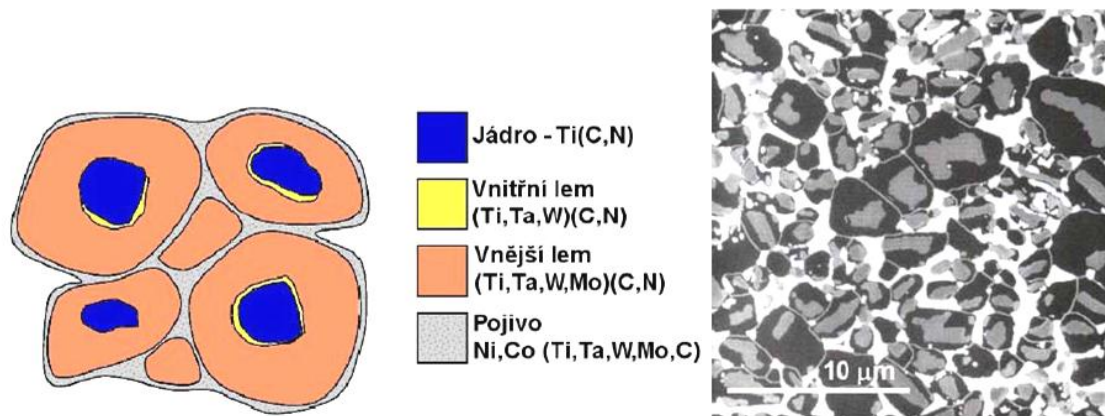 Jádro - Ti(C,N)
Vnitřní lem
(Ti,Ta,W)(C,N)
Vnější lem
(Ti,Ta,W,Mo)(C,N)
Pojivo
Ni,Co (Ti,Ta,W,Mo,C)
10 μm